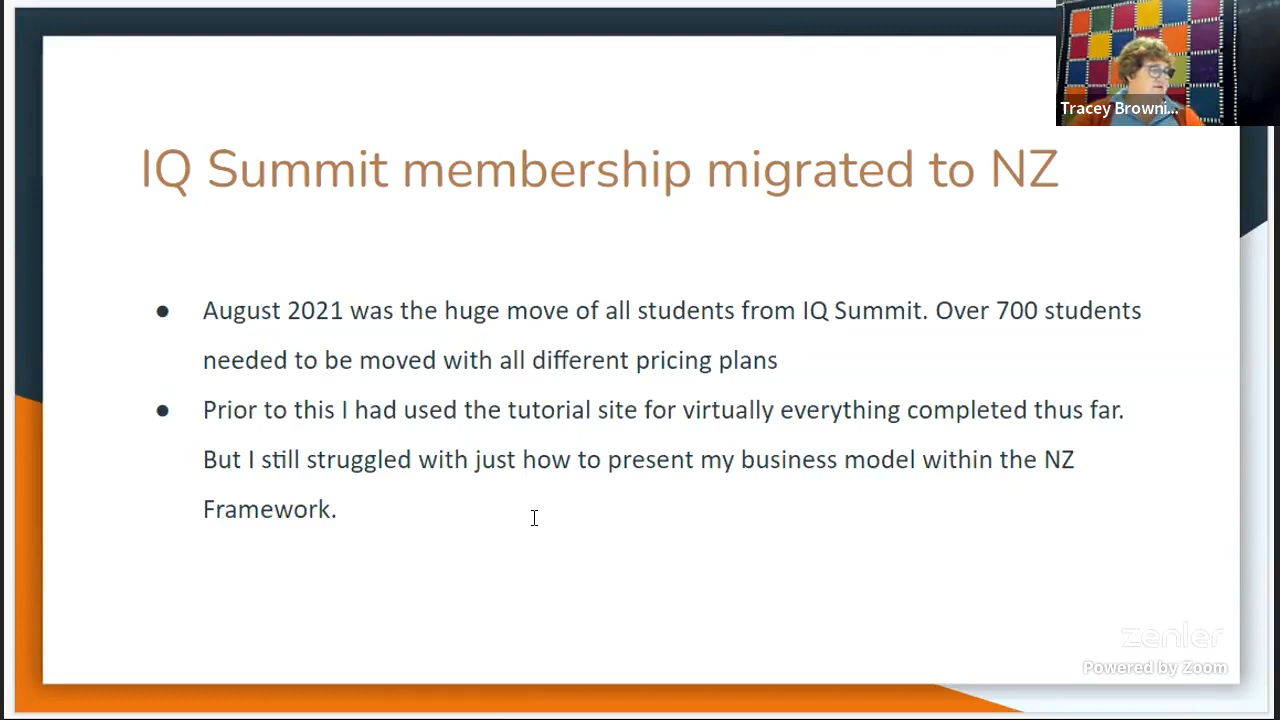 Tracey Browni...
IQ Summit membership migrated to NZ
● August 2021 was the huge move of all students from IQ Summit. Over 700 students
needed to be moved with all different pricing plans
● Prior to this I had used the tutorial site for virtually everything completed thus far.
But I still struggled with just how to present my business model within the NZ
Framework.
zenler
Powered by Zoom